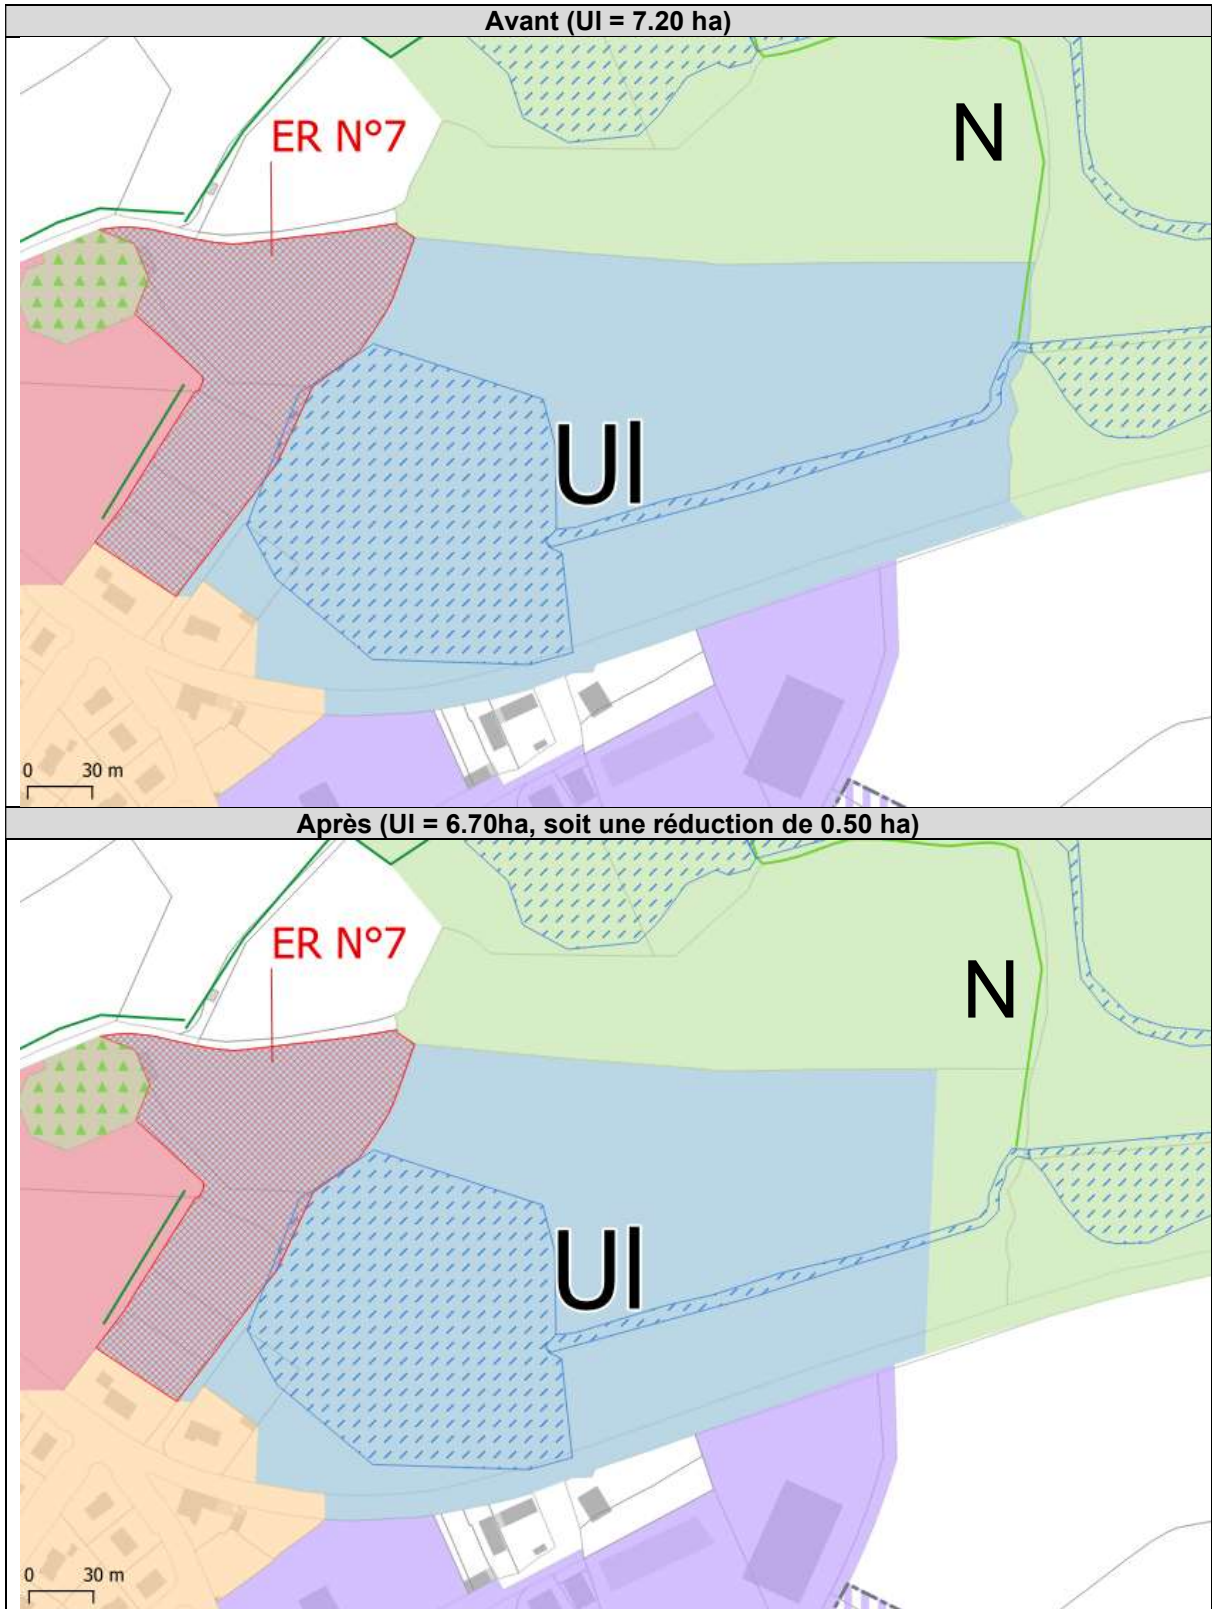 Avant (Ul = 7.20 ha)
ER N°7
N
Ul
0 30 m
Après (Ul = 6.70ha, soit une réduction de 0.50 ha)
ER N°7
N
Ul
0 30 m